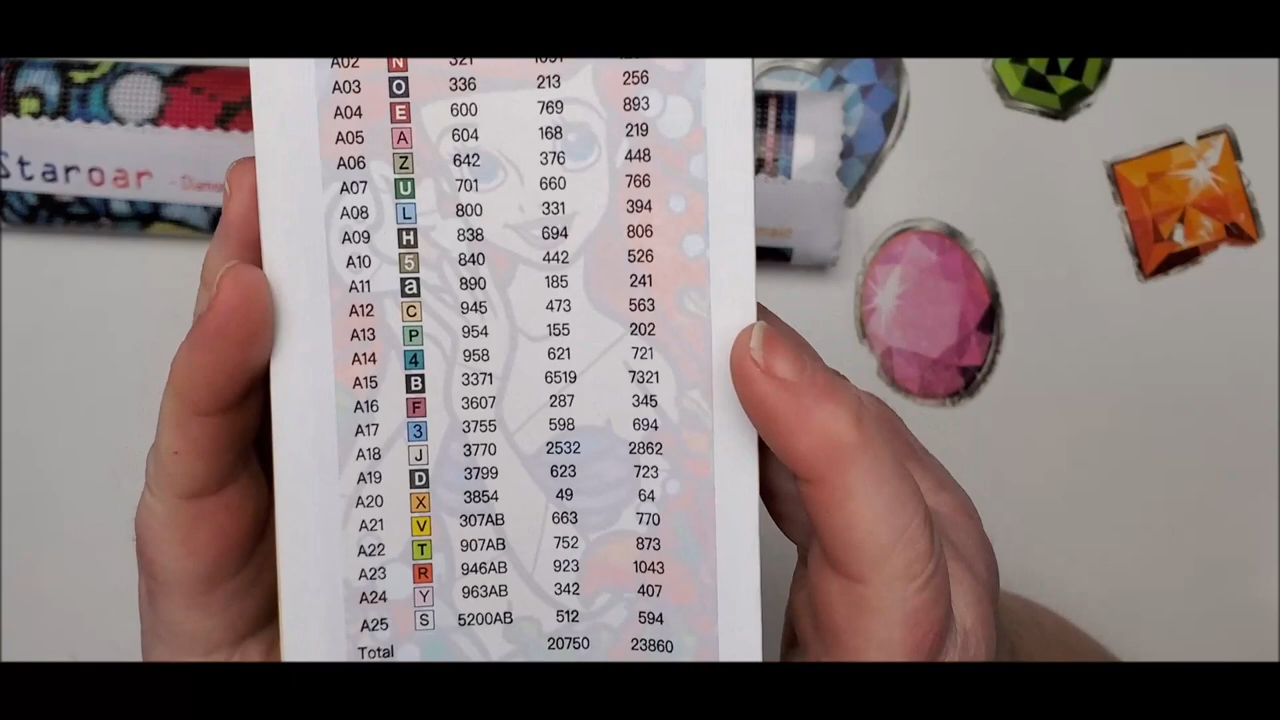 A02 N 321
A03 O 336 213 256
A04 E 600 769 893
A05 A 604 168 219
A06 Z 642 376 448
A07 U 701 660 766
A08 L 800 331 394
A09 H 838 694 806
A10 5 840 442 526
A11 a 890 185 241
A12 C 945 473 563
A13 P 954 155 202
A14 4 958 621 721
A15 B 3371 6519 7321
A16 F 3607 287 345
A17 3 3755 598 694
A18 J 3770 2532 2862
A19 D 3799 623 723
A20 X 3854 49 64
A21 V 307AB 663 770
A22 T 907AB 752 873
A23 R 946AB 923 1043
A24 Y 963AB 342 407
A25 S 5200AB 512 594
Total 20750 23860
Staroar